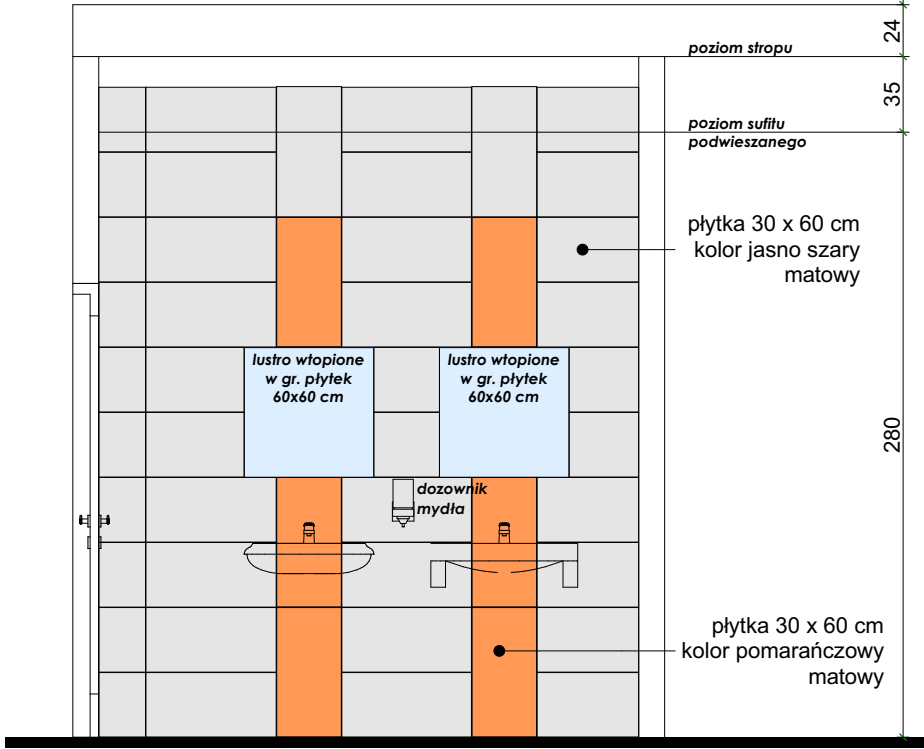 24
poziom stropu
35
poziom sufitu
podwieszanego
płytka 30 x 60 cm
kolor jasno szary
matowy
lustro wtopione
w gr. płytek
60x60 cm
lustro wtopione
w gr. płytek
60x60 cm
280
dozownik
mydła
płytka 30 x 60 cm
kolor pomarańczowy
matowy